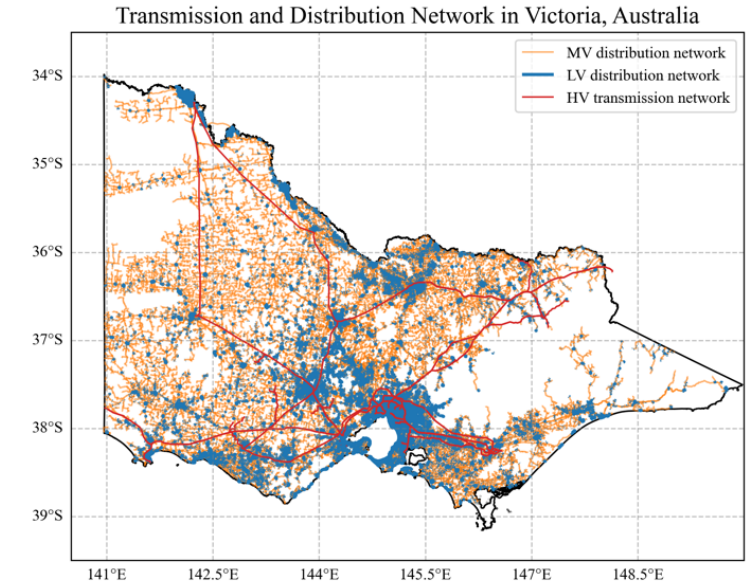 Transmission and Distribution Network in Victoria, Australia
MV distribution network
LV distribution network
HV transmission network
34°S
35°S
36°S
37°S
38°S
39°S
141°E 142.5°E 144°E 145.5°E 147°E 148.5°E